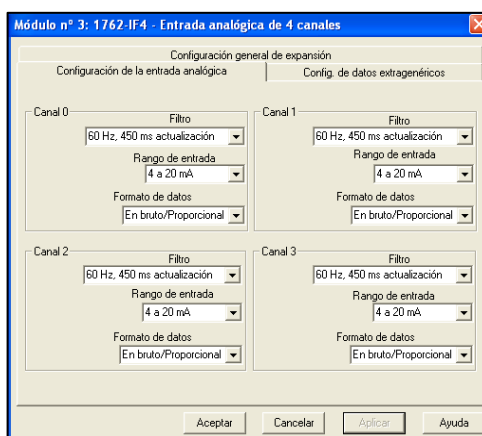 Módulo nº 3: 1762-IF4 - Entrada analógica de 4 canales
Configuración general de expansión
Configuración de la entrada analógica
Config. de datos extragenéricos
Canal 0
Filtro
60 Hz, 450 ms actualización
Rango de entrada
4 a 20 mA
Formato de datos
En bruto/Proporcional
Canal 1
Filtro
60 Hz, 450 ms actualización
Rango de entrada
4 a 20 mA
Formato de datos
En bruto/Proporcional
Canal 2
Filtro
60 Hz, 450 ms actualización
Rango de entrada
4 a 20 mA
Formato de datos
En bruto/Proporcional
Canal 3
Filtro
60 Hz, 450 ms actualización
Rango de entrada
4 a 20 mA
Formato de datos
En bruto/Proporcional
Aceptar
Cancelar
Aplicar
Ayuda